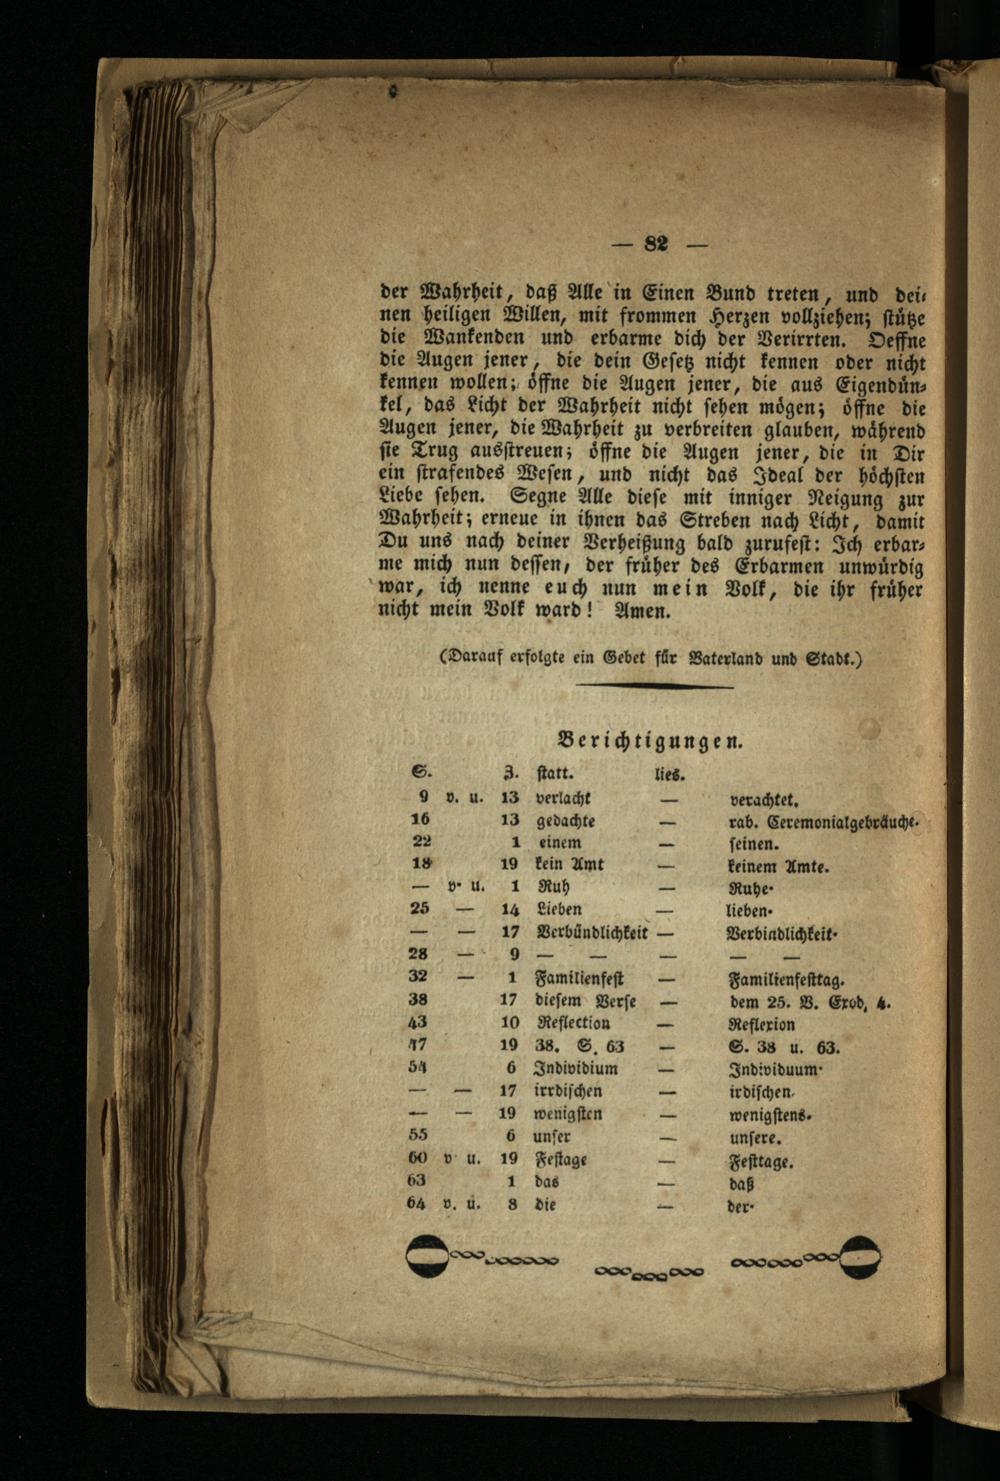 — 82 —
der Wahrheit, daß Alle in Einen Bund treten, und dei-
nen heiligen Willen, mit frommen Herzen vollziehen; stütze
die Wankenden und erbarme dich der Verirrten. Oeffne
die Augen jener, die dein Gesetz nicht kennen oder nicht
kennen wollen; öffne die Augen jener, die aus Eigendün-
kel, das Licht der Wahrheit nicht sehen mögen; öffne die
Augen jener, die Wahrheit zu verbreiten glauben, während
sie Trug ausstreuen; öffne die Augen jener, die in Dir
ein strafendes Wesen, und nicht das Ideal der höchsten
Liebe sehen. Segne Alle diese mit inniger Neigung zur
Wahrheit; erneue in ihnen das Streben nach Licht, damit
Du uns nach deiner Verheißung bald zurufest: Ich erbar-
me mich nun dessen, der früher des Erbarmen unwürdig
war, ich nenne euch nun mein Volk, die ihr früher
nicht mein Volk ward! Amen.
(Darauf erfolgte ein Gebet für Vaterland und Stadt.)
Berichtigungen.
S. Z. statt. lies.
9 v. u. 13 verlacht — verachtet.
16 13 gedachte — rab. Ceremonialgebräuche.
22 1 einem — seinen.
18 19 kein Amt — keinem Amte.
— v. u. 1 Ruh — Ruhe.
25 — 14 Lieben — lieben.
— — 17 Verbündlichkeit — Verbindlichkeit.
28 — 9 — — — — —
32 — 1 Familienfest — Familienfesttag.
38 17 diesem Verse — dem 25. V. Exod. 4.
43 10 Reflection — Reflexion
47 19 38. S. 63 — S. 38 u. 63.
54 6 Individium — Individuum.
— — 17 irrdischen — irdischen.
— — 19 wenigsten — wenigstens.
55 6 unser — unsere.
60 v u. 19 Festage — Festtage.
63 1 das — daß
64 v. u. 8 die — der.